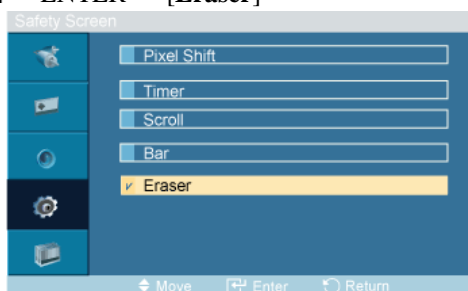 ENTER [Eraser]
Safety Screen
Pixel Shift
Timer
Scroll
Bar
Eraser
Move Enter Return